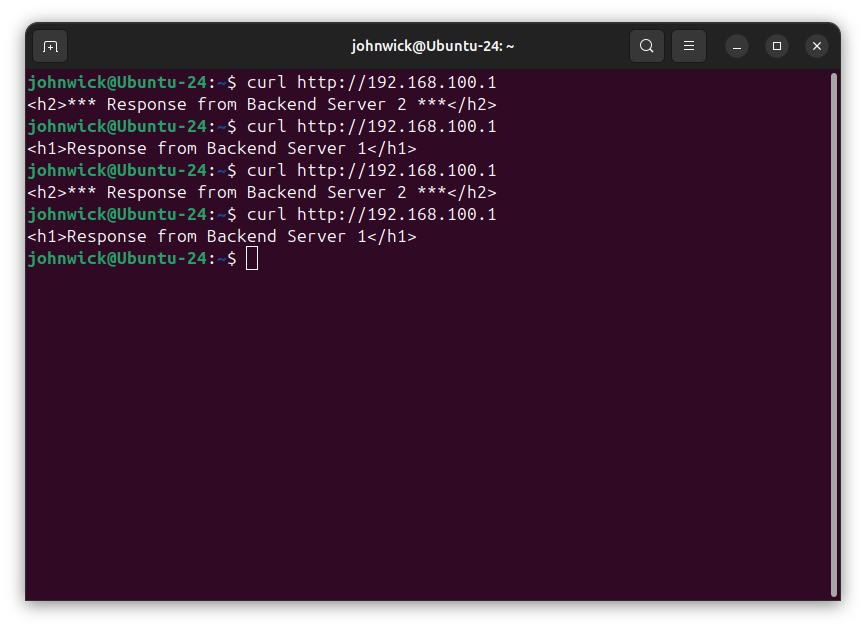 johnwick@Ubuntu-24: ~
johnwick@Ubuntu-24:~$ curl http://192.168.100.1
<h2>*** Response from Backend Server 2 ***</h2>
johnwick@Ubuntu-24:~$ curl http://192.168.100.1
<h1>Response from Backend Server 1</h1>
johnwick@Ubuntu-24:~$ curl http://192.168.100.1
<h2>*** Response from Backend Server 2 ***</h2>
johnwick@Ubuntu-24:~$ curl http://192.168.100.1
<h1>Response from Backend Server 1</h1>
johnwick@Ubuntu-24:~$